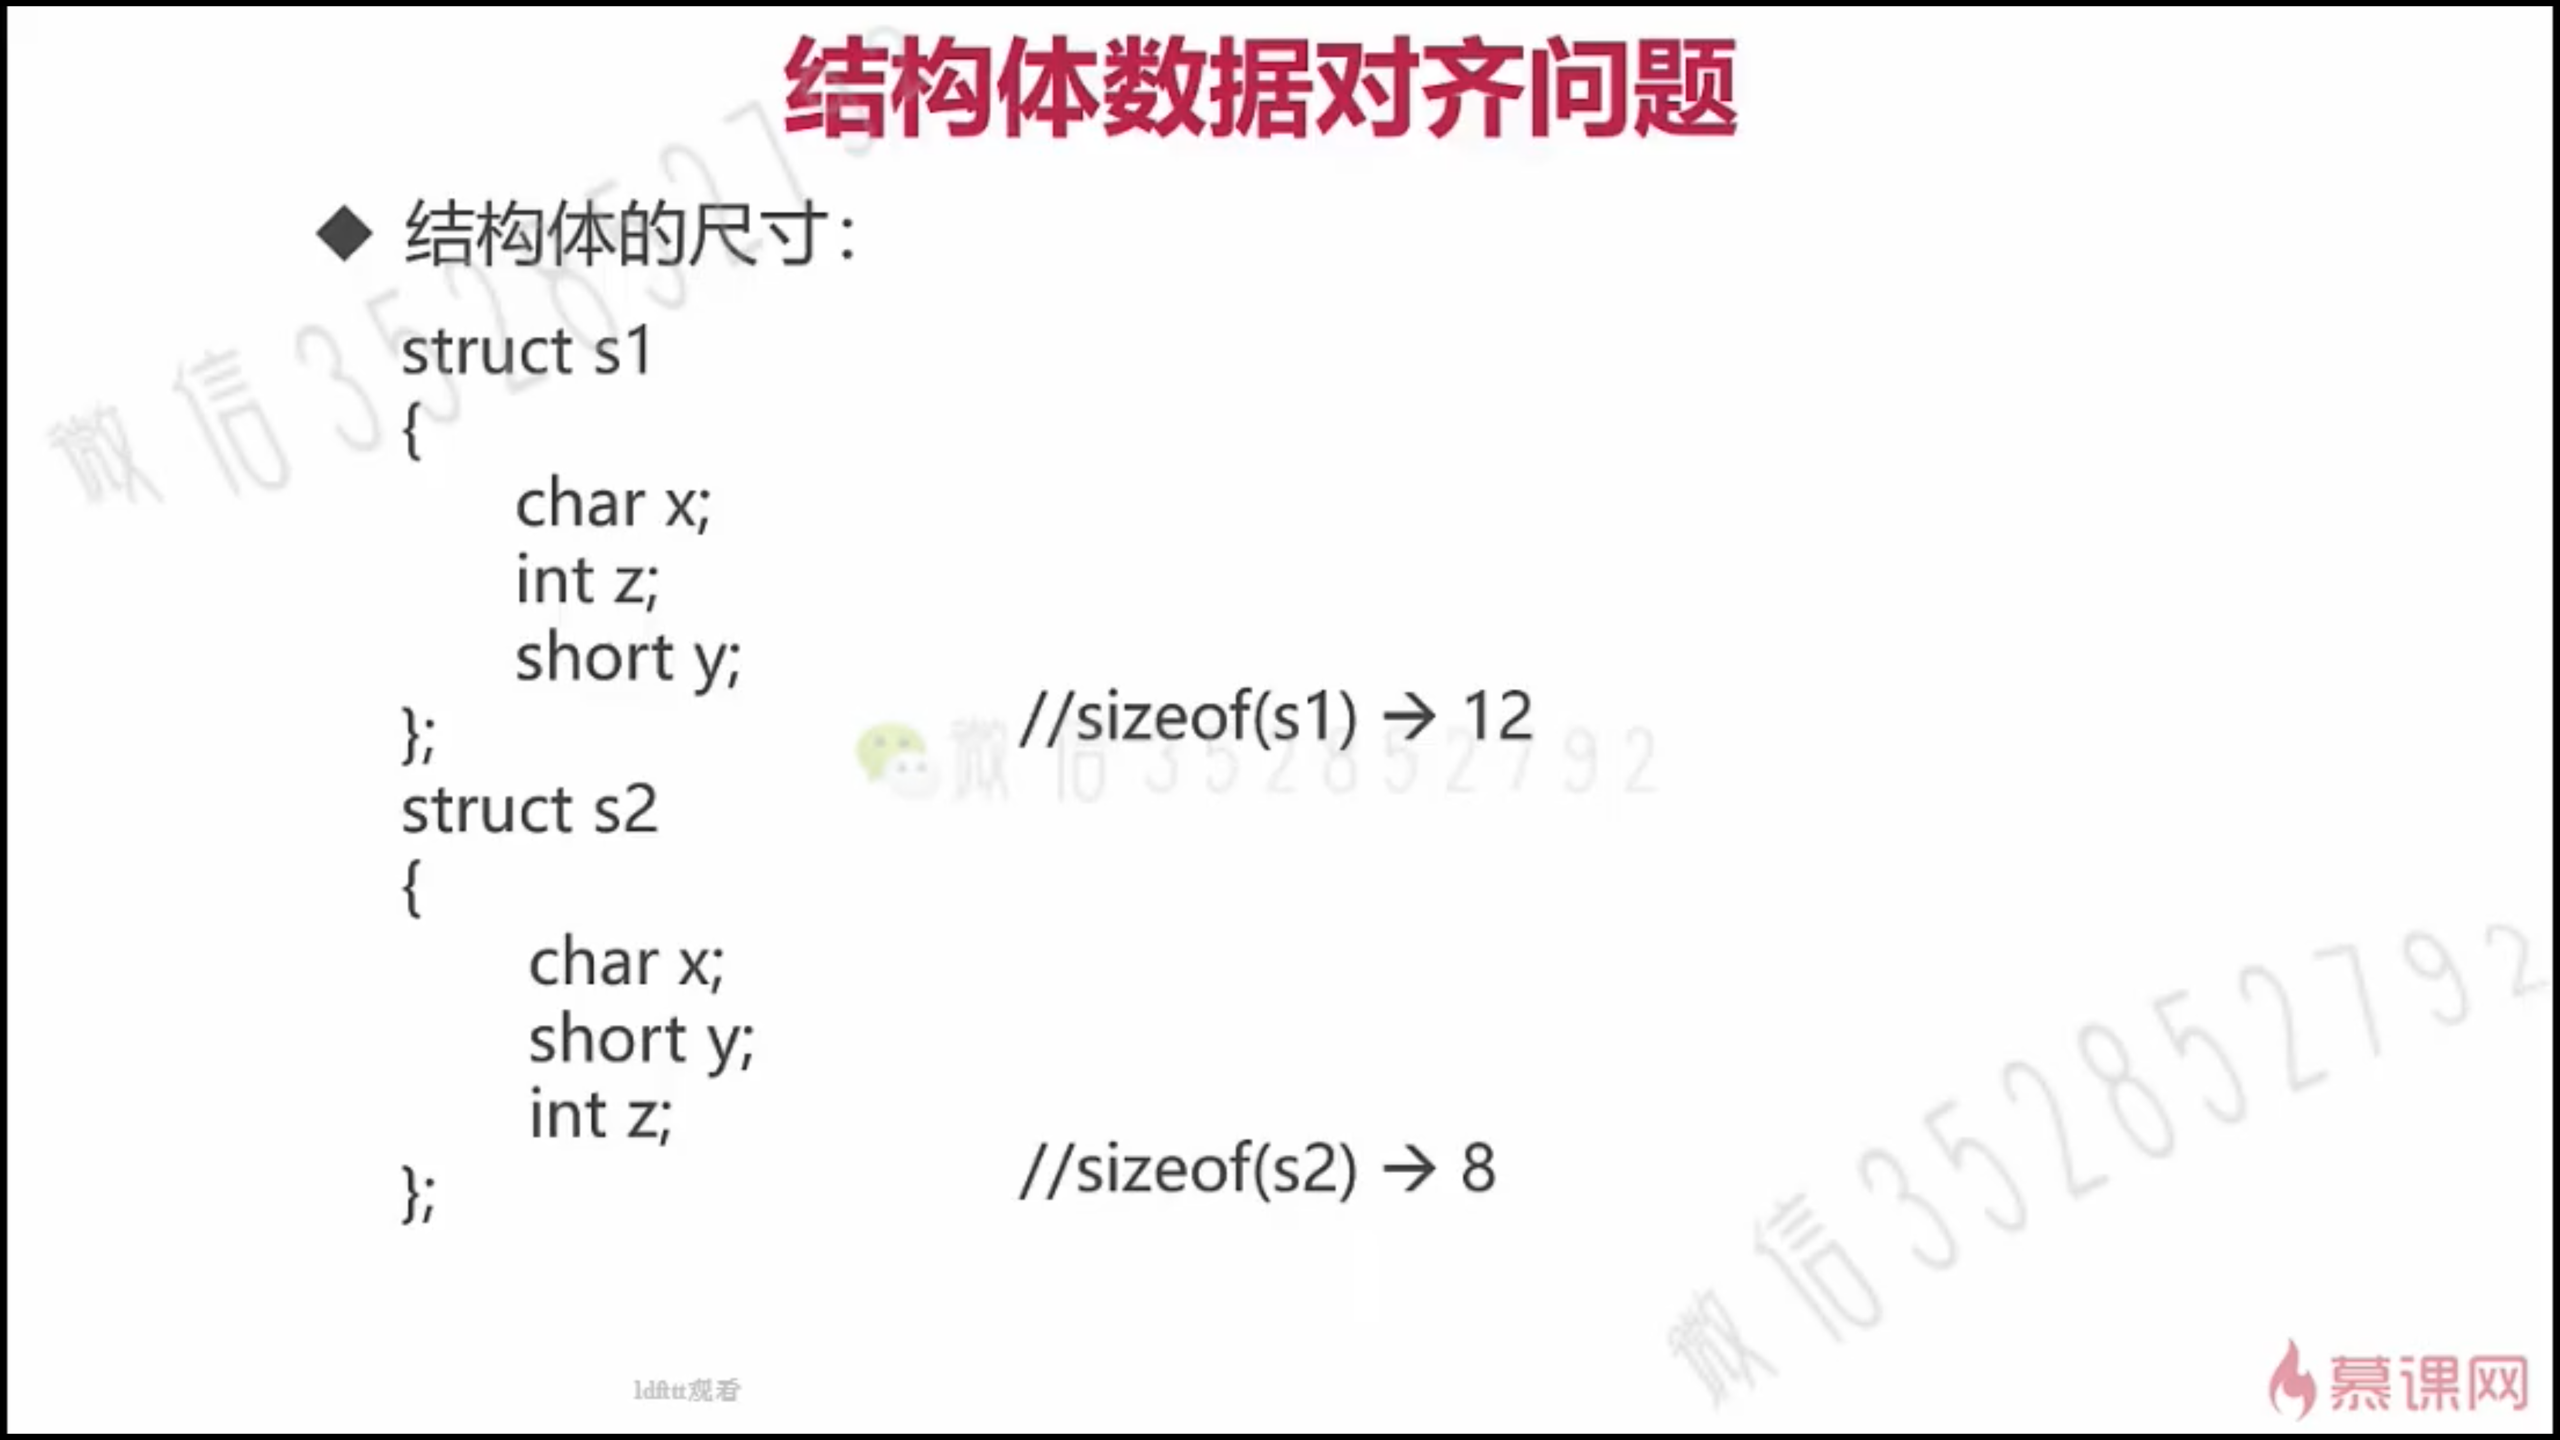 结构体数据对齐问题
◆ 结构体的尺寸：
struct s1
{
char x;
int z;
short y;
};
//sizeof(s1) → 12
微信352852792
struct s2
{
char x;
short y;
int z;
};
//sizeof(s2) → 8
微信352852792
微信352852792
ldfttt观看
慕课网